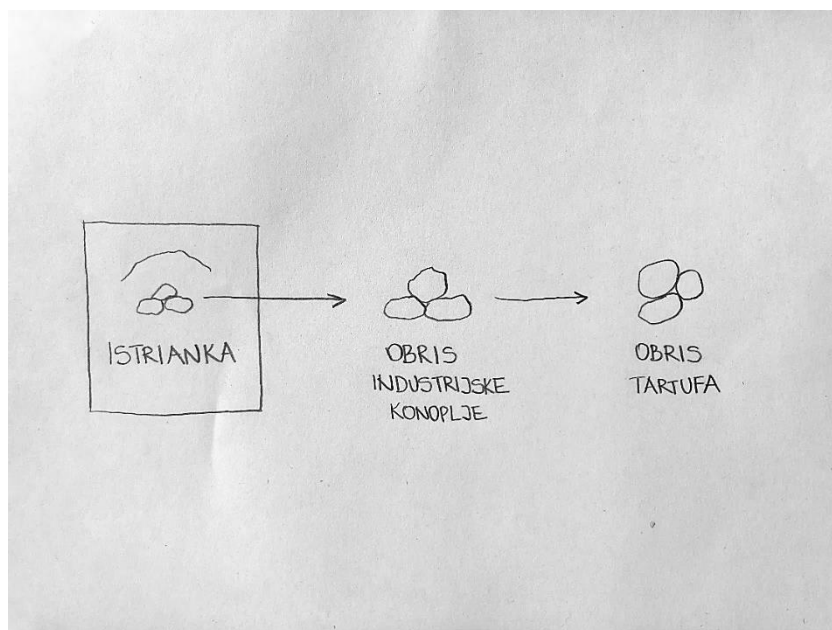 ISTRIANKA
OBRIS
INDUSTRIJSKE
KONOPLJE
OBRIS
TARTUFA